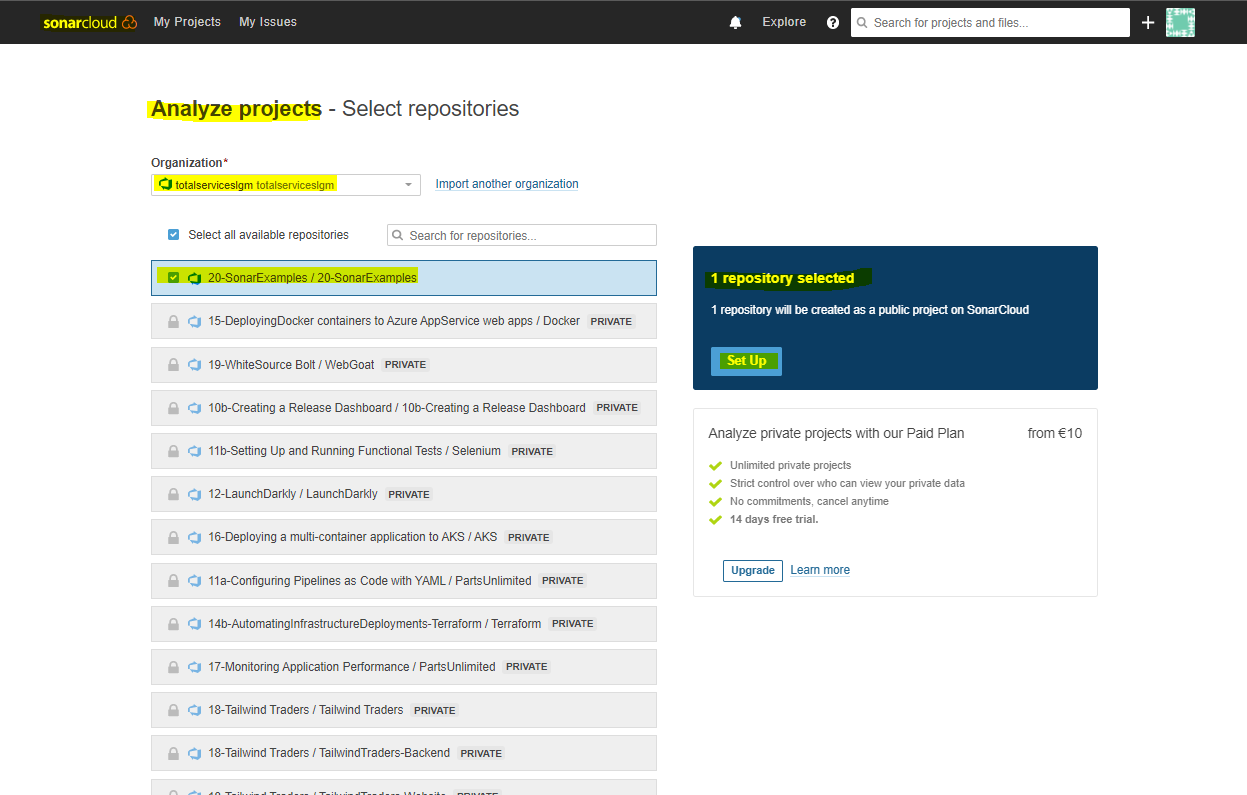 sonarcloud My Projects My Issues Explore ? Search for projects and files... +
Analyze projects - Select repositories
Organization*
totalserviceslgm totalserviceslgm Import another organization
Select all available repositories Search for repositories...
20-SonarExamples / 20-SonarExamples
15-DeployingDocker containers to Azure AppService web apps / Docker PRIVATE
19-WhiteSource Bolt / WebGoat PRIVATE
10b-Creating a Release Dashboard / 10b-Creating a Release Dashboard PRIVATE
11b-Setting Up and Running Functional Tests / Selenium PRIVATE
12-LaunchDarkly / LaunchDarkly PRIVATE
16-Deploying a multi-container application to AKS / AKS PRIVATE
11a-Configuring Pipelines as Code with YAML / PartsUnlimited PRIVATE
14b-AutomatingInfrastructureDeployments-Terraform / Terraform PRIVATE
17-Monitoring Application Performance / PartsUnlimited PRIVATE
18-Tailwind Traders / Tailwind Traders PRIVATE
18-Tailwind Traders / TailwindTraders-Backend PRIVATE
18-Tailwind Traders / TailwindTraders-Website PRIVATE
1 repository selected
1 repository will be created as a public project on SonarCloud
Set Up
Analyze private projects with our Paid Plan from €10
Unlimited private projects
Strict control over who can view your private data
No commitments, cancel anytime
14 days free trial.
Upgrade Learn more